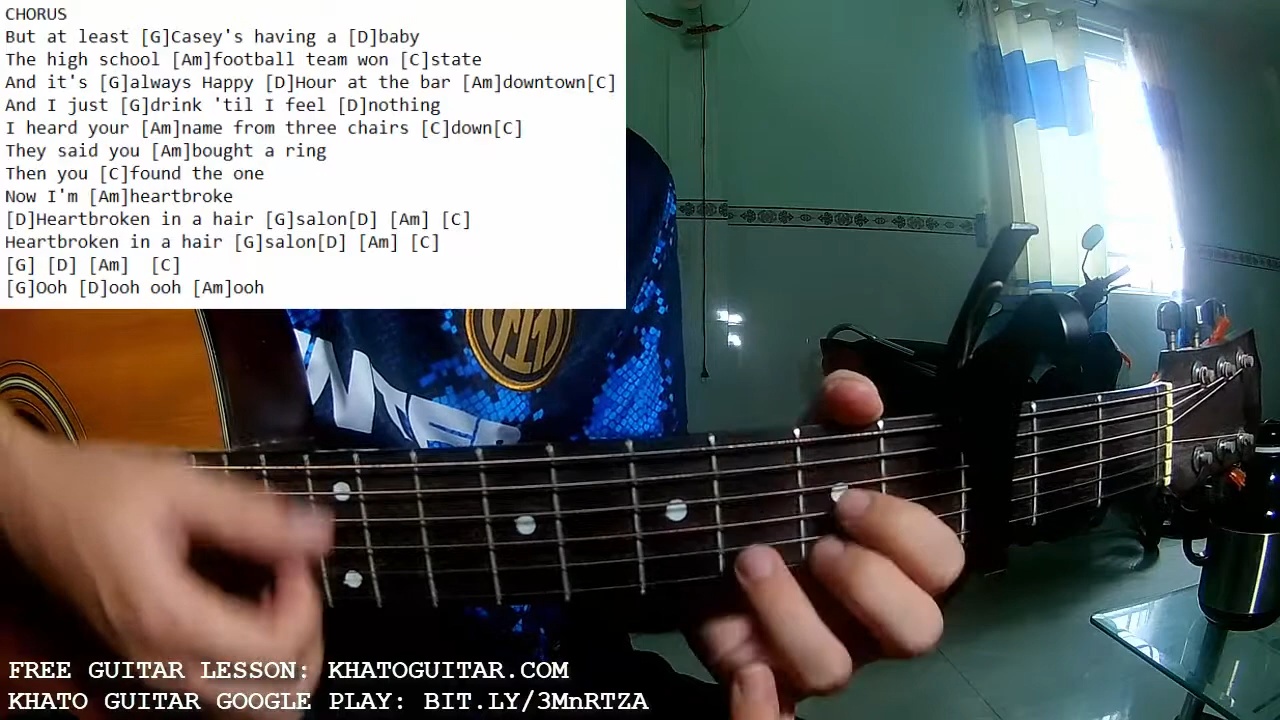 CHORUS
But at least [G]Casey's having a [D]baby
The high school [Am]football team won [C]state
And it's [G]always Happy [D]Hour at the bar [Am]downtown[C]
And I just [G]drink 'til I feel [D]nothing
I heard your [Am]name from three chairs [C]down[C]
They said you [Am]bought a ring
Then you [C]found the one
Now I'm [Am]heartbroke
[D]Heartbroken in a hair [G]salon[D] [Am] [C]
Heartbroken in a hair [G]salon[D] [Am] [C]
[G] [D] [Am]  [C]
[G]Ooh [D]ooh ooh [Am]ooh
FREE GUITAR LESSON: KHATOGUITAR.COM
KHATO GUITAR GOOGLE PLAY: BIT.LY/3MnRTZA